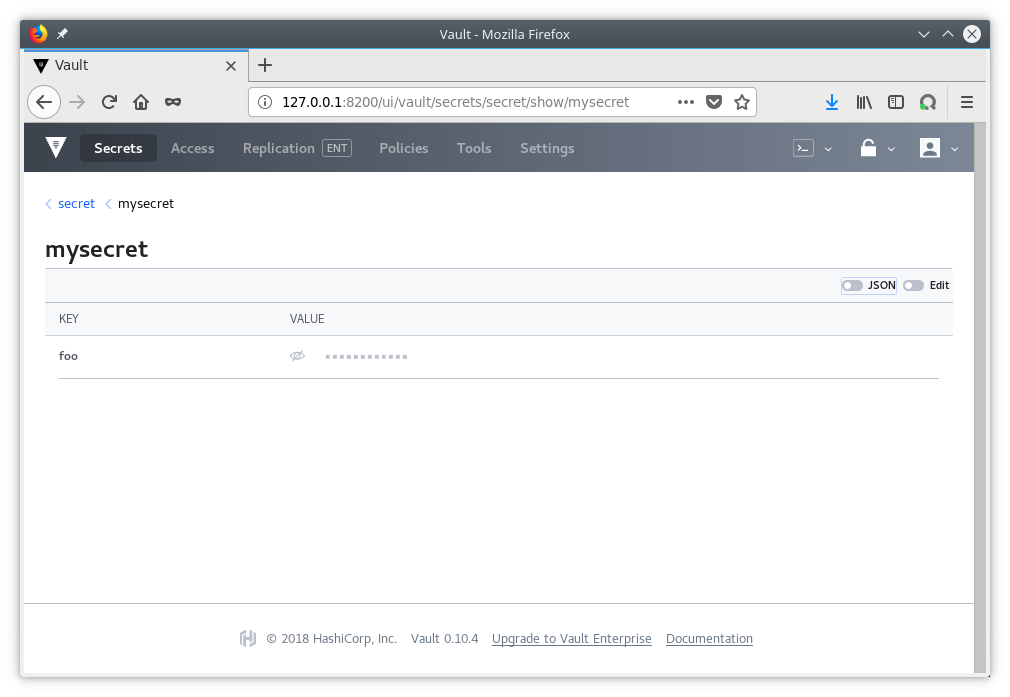 Vault - Mozilla Firefox
Vault
127.0.0.1:8200/ui/vault/secrets/secret/show/mysecret
Secrets Access Replication ENT Policies Tools Settings
secret mysecret
mysecret
JSON Edit
KEY VALUE
foo
© 2018 HashiCorp, Inc. Vault 0.10.4 Upgrade to Vault Enterprise Documentation